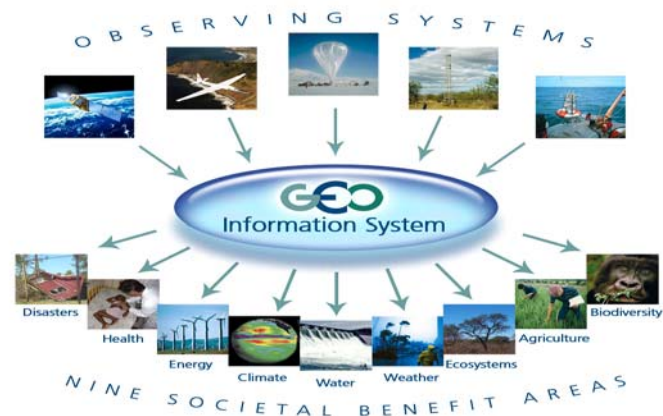 OBSERVING SYSTEMS
GEO
Information System
Disasters
Health
Energy
Climate
Water
Weather
Ecosystems
Agriculture
Biodiversity
NINE SOCIETAL BENEFIT AREAS